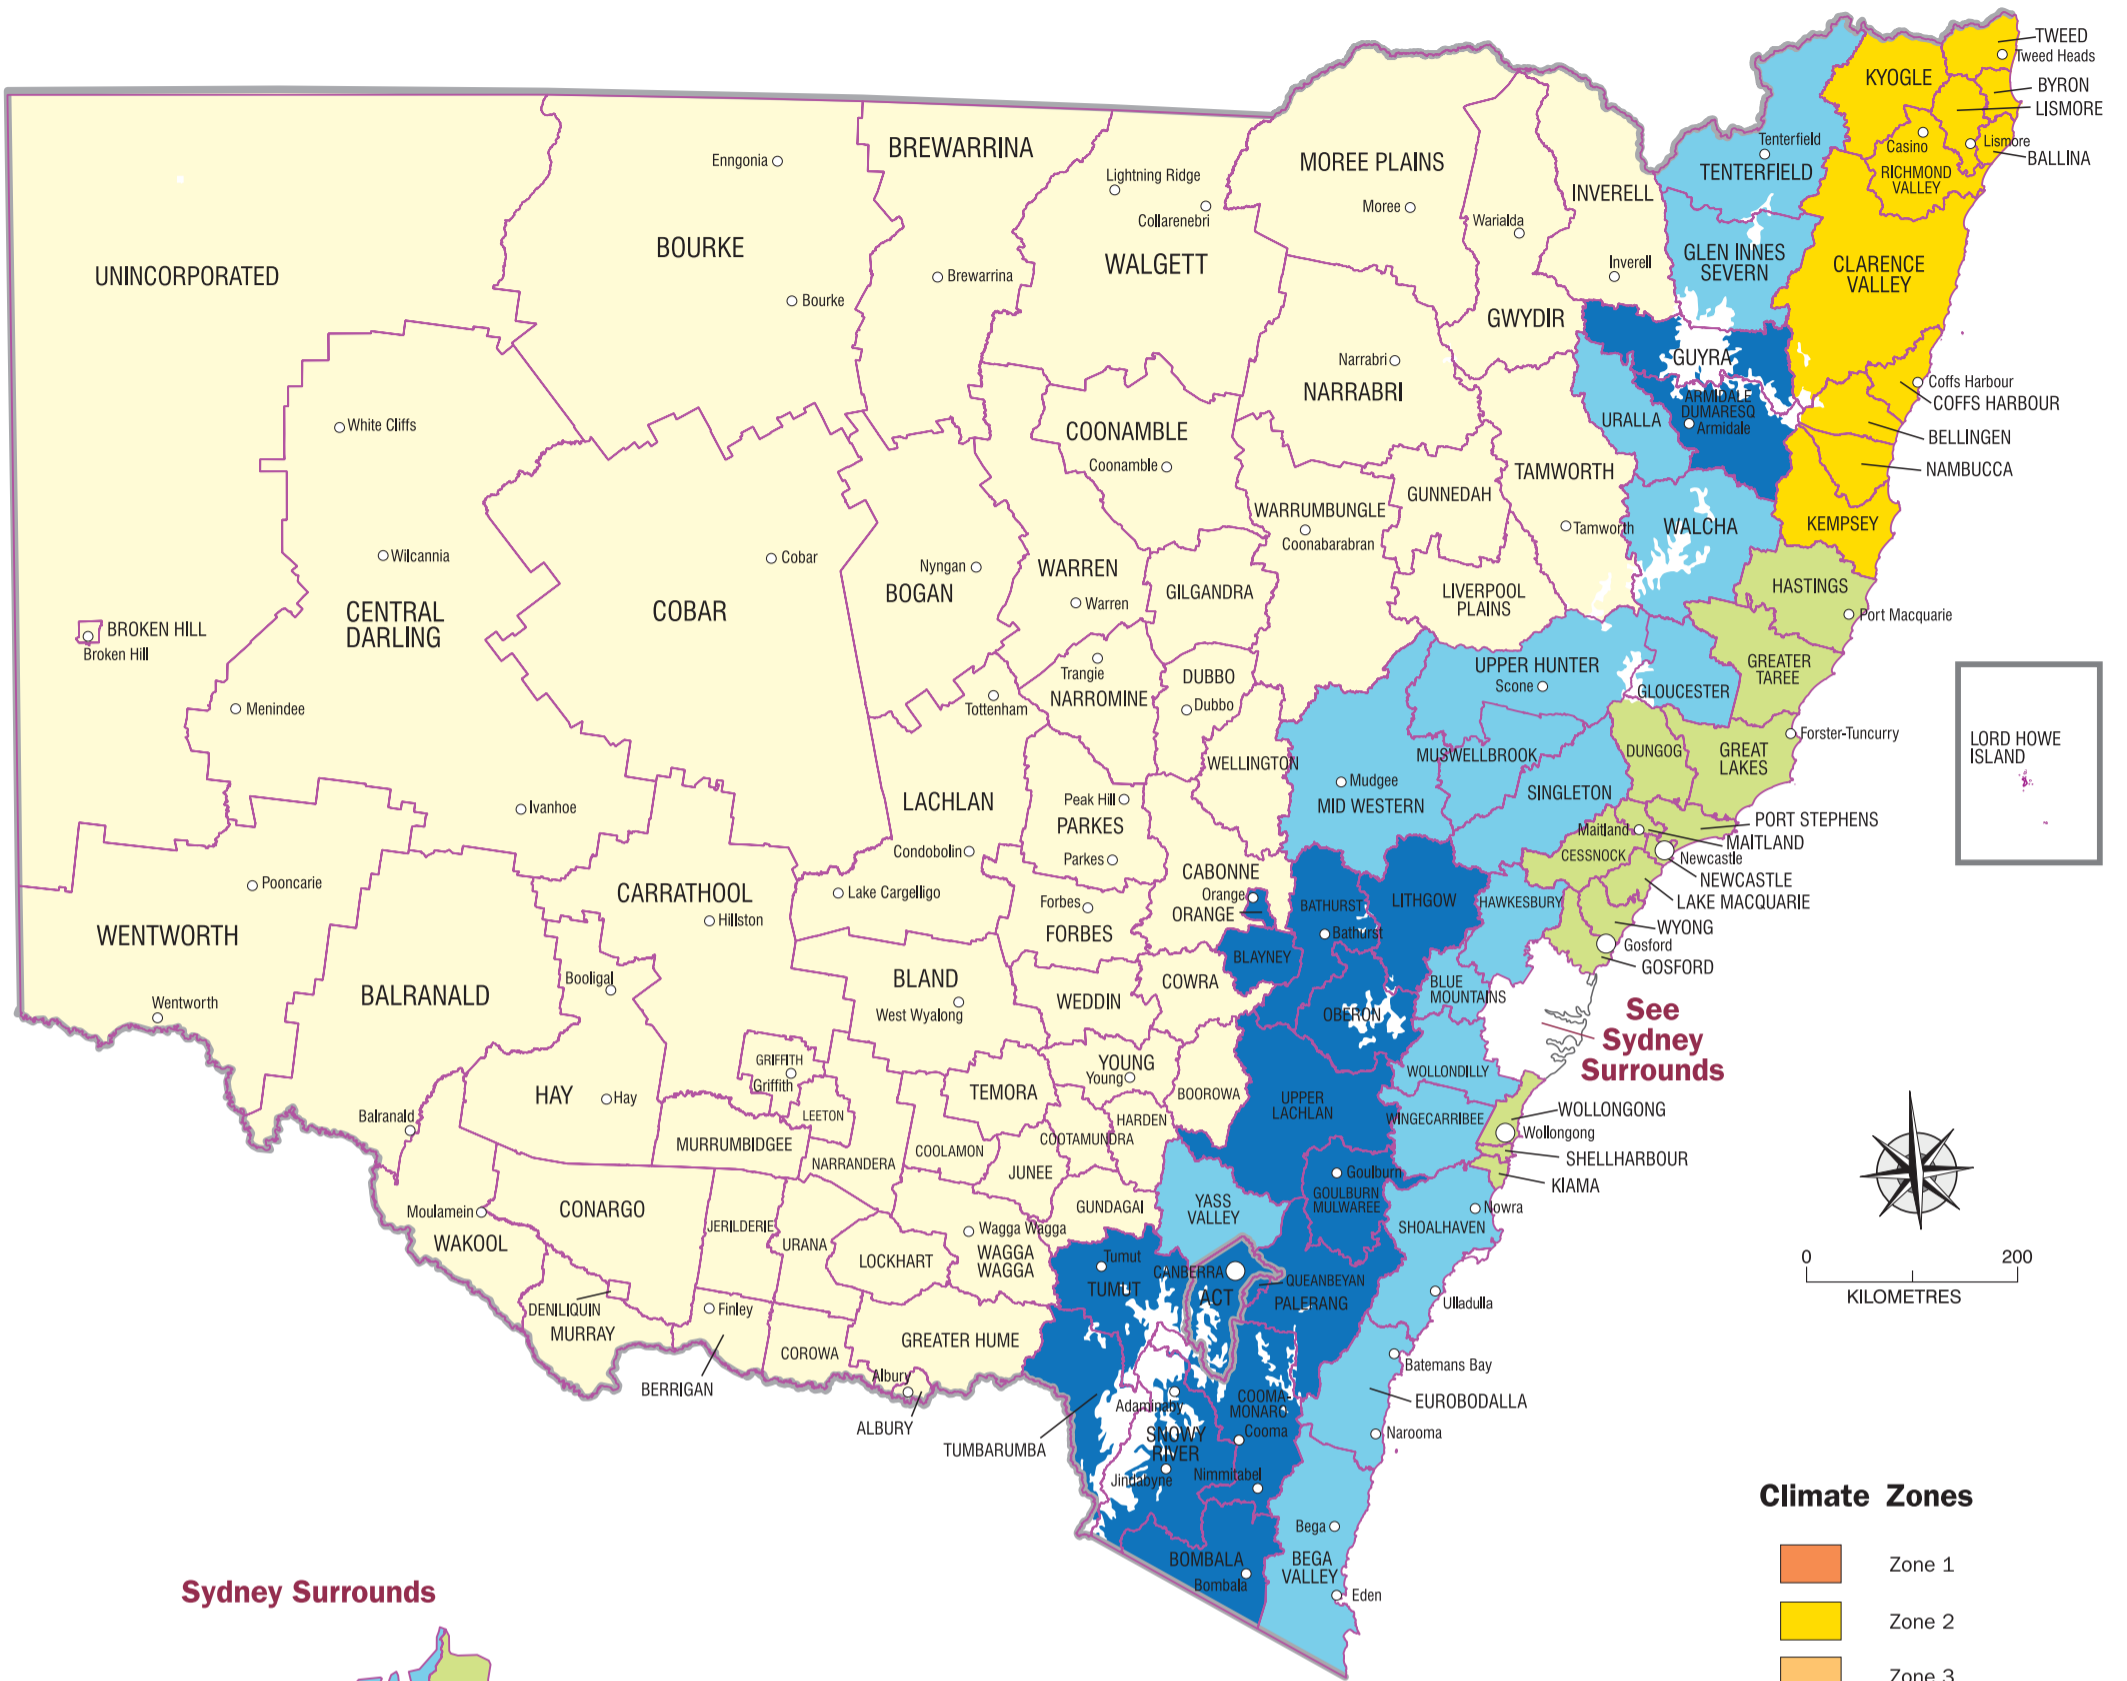 TWEED
Tweed Heads
KYOGLE
BYRON
LISMORE
Casino
Lismore
BALLINA
RICHMOND
VALLEY
Tenterfield
TENTERFIELD
GLEN INNES
SEVERN
CLARENCE
VALLEY
MOREE PLAINS
Moree
Warialda
INVERELL
Inverell
GWYDIR
BREWARRINA
Brewarrina
Lightning Ridge
Collarenebri
WALGETT
Enngonia
BOURKE
Bourke
UNINCORPORATED
GUYRA
ARMIDALE
DUMARESQ
Armidale
URALLA
Coffs Harbour
COFFS HARBOUR
BELLINGEN
NAMBUCCA
KEMPSEY
Narrabri
NARRABRI
White Cliffs
COONAMBLE
Coonamble
TAMWORTH
Tamworth
GUNNEDAH
WARRUMBUNGLE
Coonabarabran
WALCHA
HASTINGS
Port Macquarie
Wilcannia
CENTRAL
DARLING
Cobar
COBAR
Nyngan
BOGAN
WARREN
Warren
GILGANDRA
LIVERPOOL
PLAINS
BROKEN HILL
Broken Hill
Menindee
Trangie
NARROMINE
Tottenham
DUBBO
Dubbo
UPPER HUNTER
Scone
GLOUCESTER
GREATER
TAREE
Forster-Tuncurry
LORD HOWE
ISLAND
DUNGOG
GREAT
LAKES
WELLINGTON
MUSWELLBROOK
Mudgee
MID WESTERN
SINGLETON
Ivanhoe
LACHLAN
Peak Hill
PARKES
Parkes
Condobolin
PORT STEPHENS
Maitland
MAITLAND
CESSNOCK
Newcastle
NEWCASTLE
LAKE MACQUARIE
WYONG
Gosford
GOSFORD
CABONNE
Orange
ORANGE
BATHURST
Bathurst
LITHGOW
HAWKESBURY
Pooncarie
CARRATHOOL
Hillston
Lake Cargelligo
Forbes
FORBES
WENTWORTH
Wentworth
BALRANALD
Booligal
BLAND
West Wyalong
WEDDIN
COWRA
BLAYNEY
OBERON
BLUE
MOUNTAINS
See
Sydney
Surrounds
GRIFFITH
Griffith
LEETON
HAY
Hay
Balranald
TEMORA
YOUNG
Young
BOOROWA
UPPER
LACHLAN
WOLLONDILLY
WINGECARRIBEE
WOLLONGONG
Wollongong
SHELLHARBOUR
KIAMA
HARDEN
COOTAMUNDRA
MURRUMBIDGEE
NARRANDERA
COOLAMON
JUNEE
GUNDAGAI
YASS
VALLEY
Goulburn
GOULBURN
MULWAREE
Nowra
SHOALHAVEN
Moulamein
WAKOOL
CONARGO
JERILDERIE
URANA
LOCKHART
Wagga Wagga
WAGGA
WAGGA
Tumut
TUMUT
CANBERRA
ACT
QUEANBEYAN
PALERANG
Ulladulla
0
200
KILOMETRES
DENILIQUIN
MURRAY
Finley
BERRIGAN
COROWA
GREATER HUME
Albury
ALBURY
TUMBARUMBA
Batemans Bay
EUROBODALLA
Narooma
COOMA-
MONARO
Cooma
Adaminaby
SNOWY
RIVER
Jindabyne
Nimmitabel
BOMBALA
Bombala
Bega
BEGA
VALLEY
Eden
Climate Zones
Zone 1
Zone 2
Zone 3
Sydney Surrounds